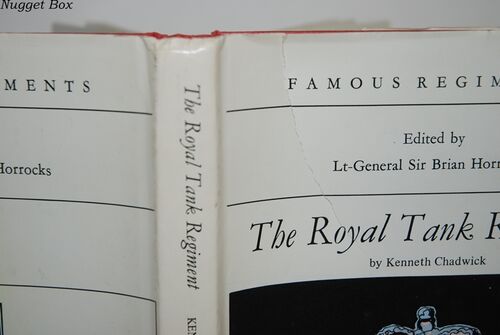 Nugget Box
MENTS
FAMOUS REGIM
Edited by
Horrocks
Lt-General Sir Brian Horr
The Royal Tank R
by Kenneth Chadwick
The Royal Tank Regiment
KEN